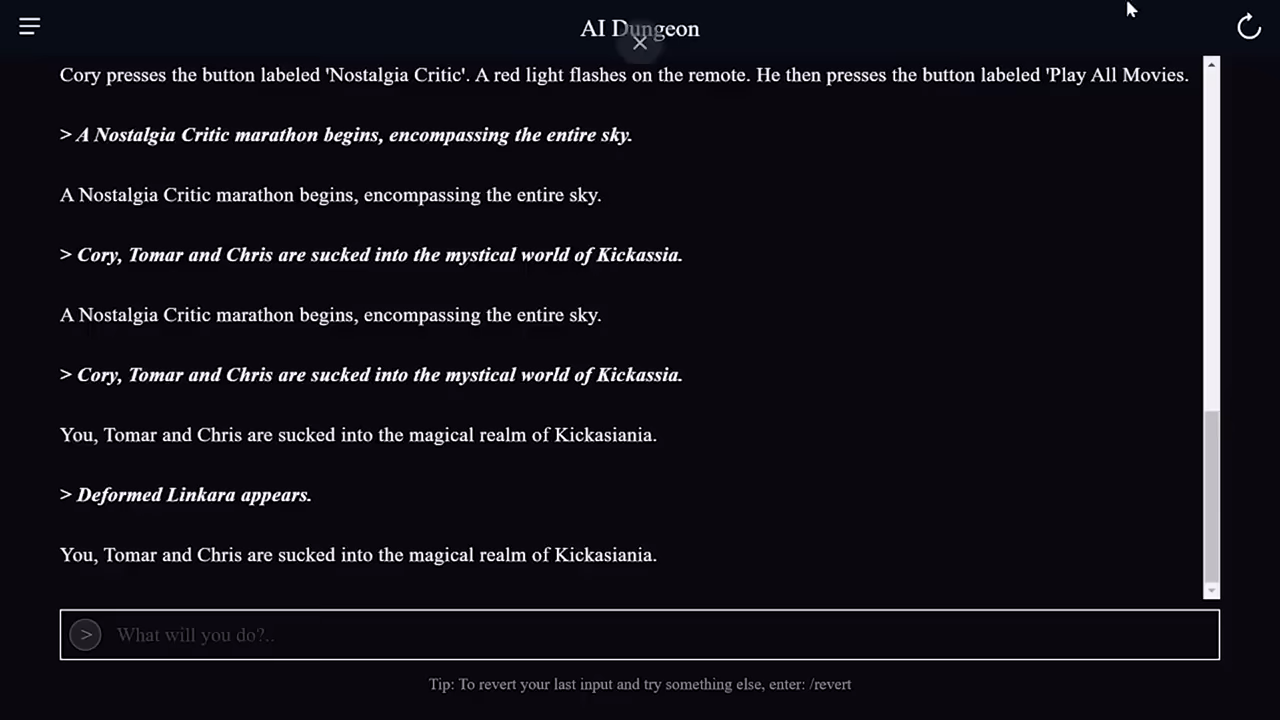 AI Dungeon
Cory presses the button labeled 'Nostalgia Critic'. A red light flashes on the remote. He then presses the button labeled 'Play All Movies.
> A Nostalgia Critic marathon begins, encompassing the entire sky.
A Nostalgia Critic marathon begins, encompassing the entire sky.
> Cory, Tomar and Chris are sucked into the mystical world of Kickassia.
A Nostalgia Critic marathon begins, encompassing the entire sky.
> Cory, Tomar and Chris are sucked into the mystical world of Kickassia.
You, Tomar and Chris are sucked into the magical realm of Kickasiania.
> Deformed Linkara appears.
You, Tomar and Chris are sucked into the magical realm of Kickasiania.
> What will you do?..
Tip: To revert your last input and try something else, enter: /revert